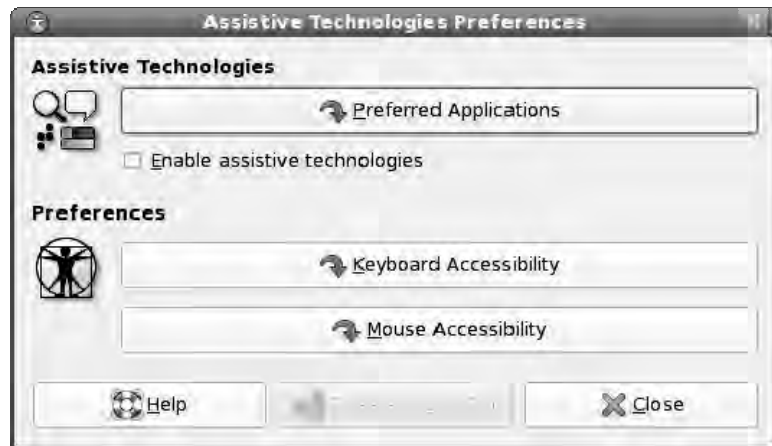 Assistive Technologies Preferences
Assistive Technologies
Preferred Applications
Enable assistive technologies
Preferences
Keyboard Accessibility
Mouse Accessibility
Help
Close